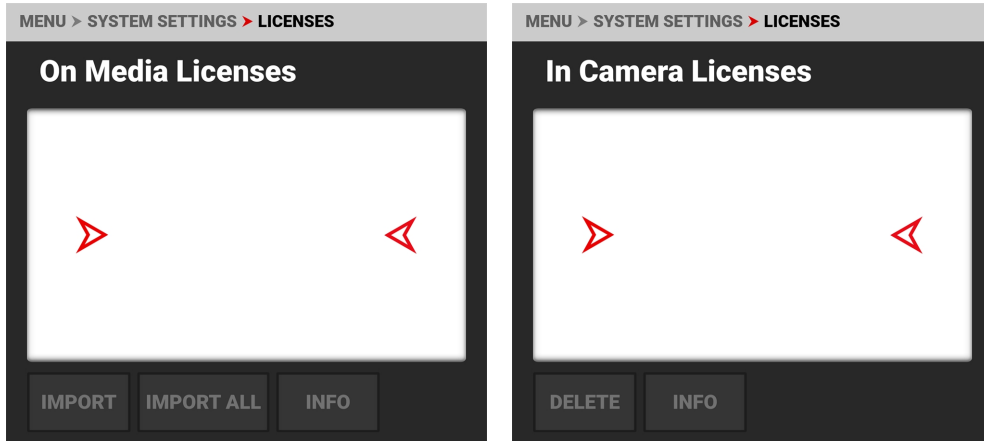 MENU > SYSTEM SETTINGS > LICENSES
On Media Licenses
IMPORT
IMPORT ALL
INFO
MENU > SYSTEM SETTINGS > LICENSES
In Camera Licenses
DELETE
INFO